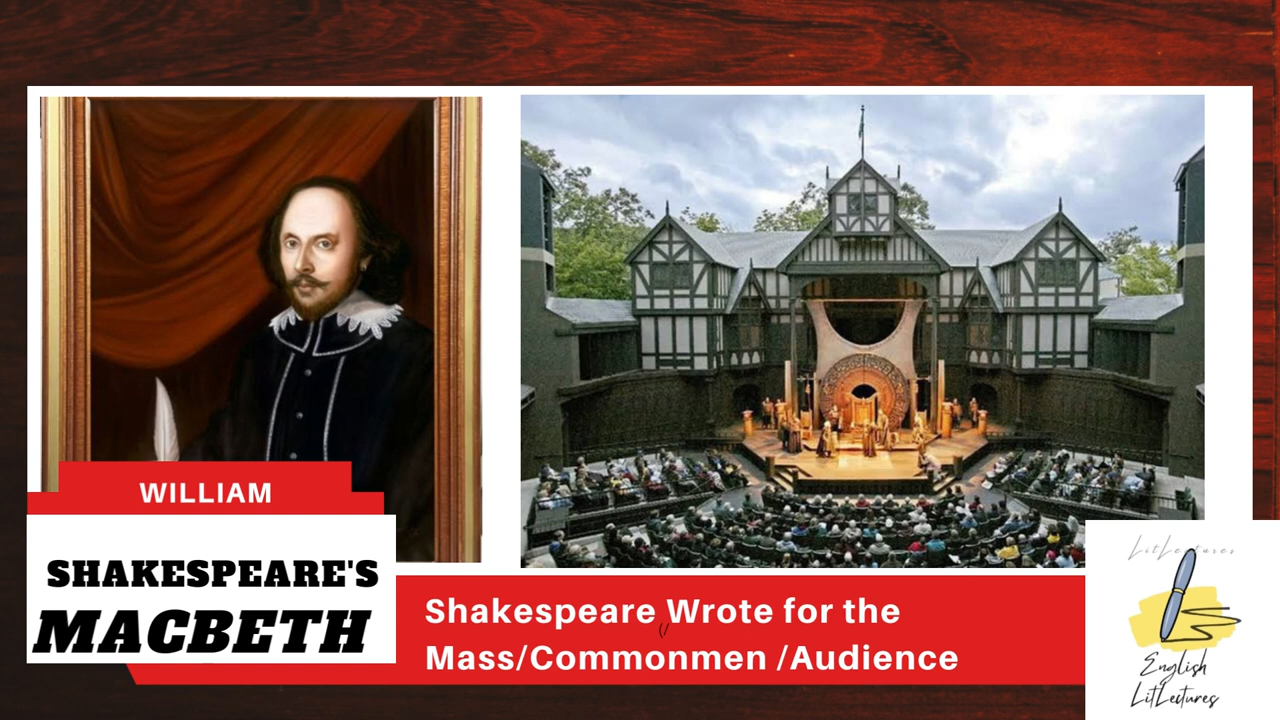 WILLIAM
SHAKESPEARE'S
MACBETH
Shakespeare Wrote for the
Mass/Commonmen /Audience
LitLectures
English
LitLectures